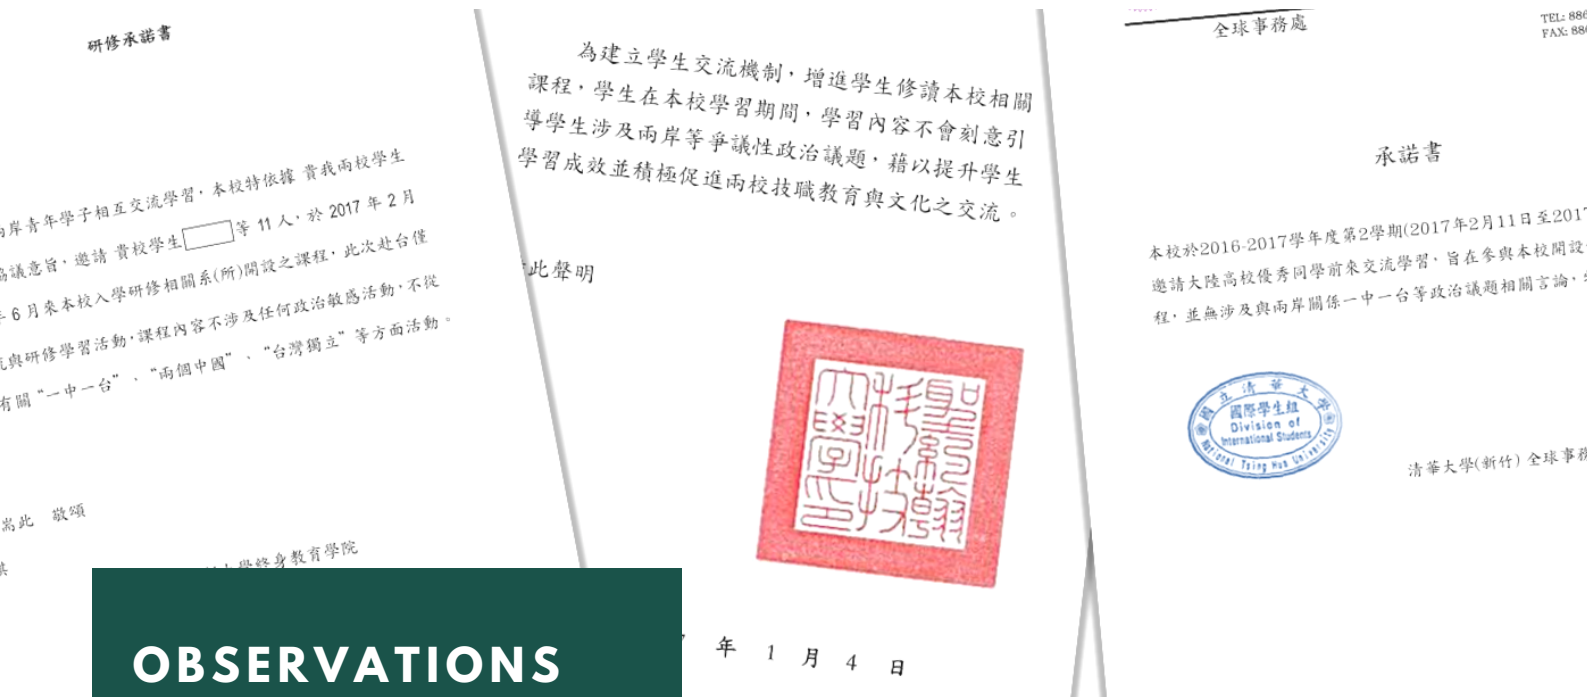 研修承諾書
岸青年學子相互交流學習，本校特依據 貴我兩校學生
協議意旨，邀請 貴校學生 等 11 人，於 2017 年 2 月
6 月來本校入學研修相關系(所)開設之課程，此次赴台僅
與研修學習活動，課程內容不涉及任何政治敏感活動，不從
有關“一中一台”、“兩個中國”、“台灣獨立”等方面活動。
耑此 敬頌
祺
學終身教育學院
為建立學生交流機制，增進學生修讀本校相關
課程，學生在本校學習期間，學習內容不會刻意引
導學生涉及兩岸等爭議性政治議題，藉以提升學生
學習成效並積極促進兩校技職教育與文化之交流。
此聲明
聖約翰
科技
大學印
年 1 月 4 日
全球事務處
TEL: 886
FAX: 886
承諾書
本校於2016-2017學年度第2學期(2017年2月11日至2017
邀請大陸高校優秀同學前來交流學習，旨在參與本校開設
程，並無涉及與兩岸關係一中一台等政治議題相關言論，
國立清華大學
國際學生組
Division of
International Students
National Tsing Hua University
清華大學(新竹) 全球事務
OBSERVATIONS